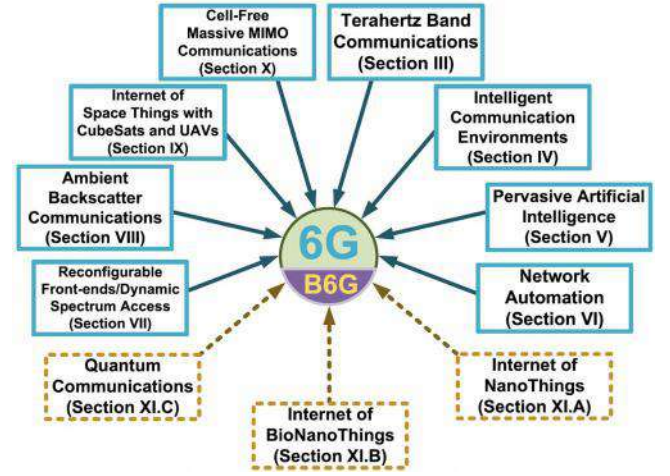 Cell-Free
Massive MIMO
Communications
(Section X)
Terahertz Band
Communications
(Section III)
Internet of
Space Things with
CubeSats and UAVs
(Section IX)
Intelligent
Communication
Environments
(Section IV)
Ambient
Backscatter
Communications
(Section VIII)
Pervasive Artificial
Intelligence
(Section V)
6G
B6G
Reconfigurable
Front-ends/Dynamic
Spectrum Access
(Section VII)
Network
Automation
(Section VI)
Quantum
Communications
(Section XI.C)
Internet of
BioNanoThings
(Section XI.B)
Internet of
NanoThings
(Section XI.A)